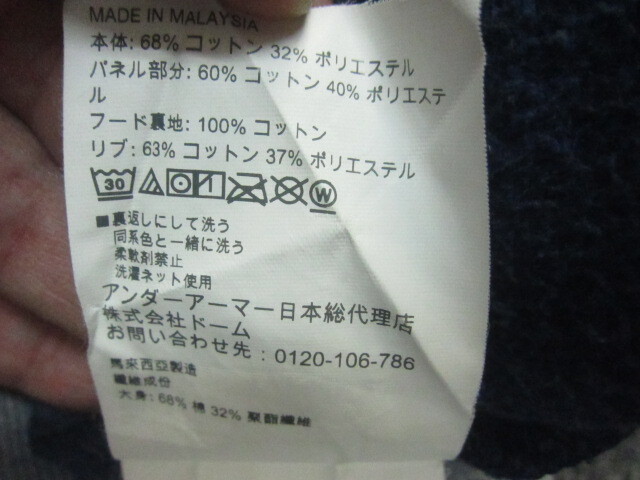 MADE IN MALAYSIA
本体: 68% コットン 32% ポリエステル
パネル部分: 60% コットン 40% ポリエステ
ル
フード裏地: 100% コットン
リブ: 63% コットン 37% ポリエステル
30 W
■裏返しにして洗う
同系色と一緒に洗う
柔軟剤禁止
洗濯ネット使用
アンダーアーマー日本総代理店
株式会社ドーム
お問い合わせ先 : 0120-106-786
馬來西亞製造
纖維成份
大身: 68% 棉 32% 聚酯纖維